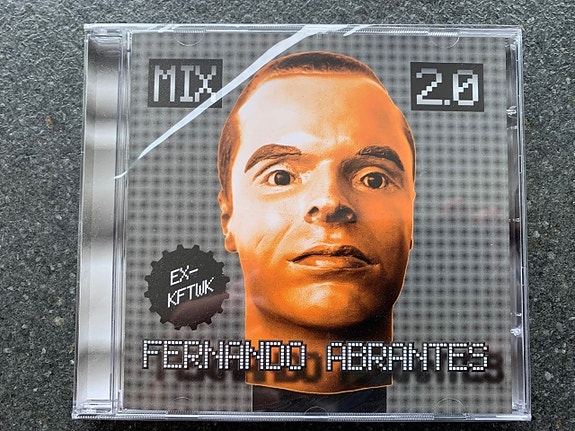 MIX 2.0
EX-
KFTWK
FERNANDO ABRANTES